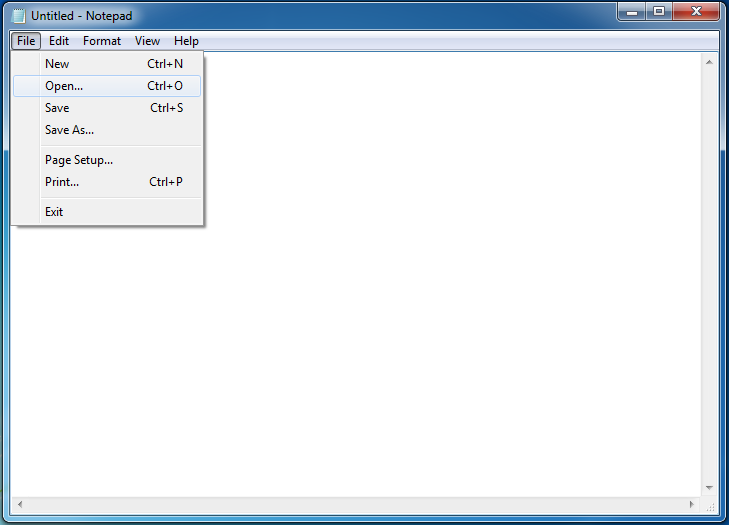 Untitled - Notepad
File Edit Format View Help
New Ctrl+N
Open... Ctrl+O
Save Ctrl+S
Save As...
Page Setup...
Print... Ctrl+P
Exit